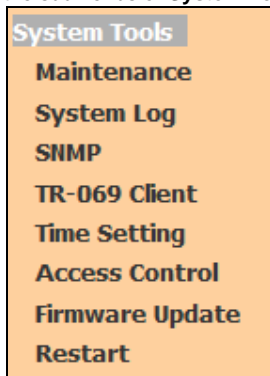 System Tools
Maintenance
System Log
SNMP
TR-069 Client
Time Setting
Access Control
Firmware Update
Restart